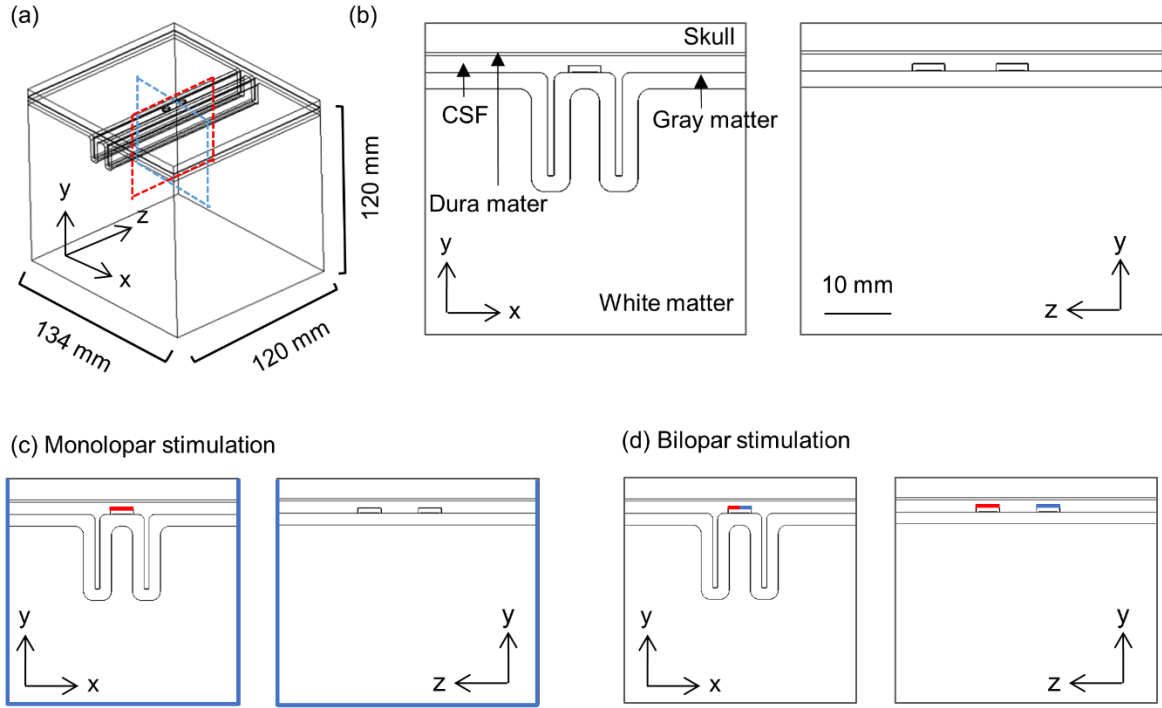 (a)
y
z
x
134 mm
120 mm
120 mm
(b)
Skull
CSF
Gray matter
Dura mater
y
x
White matter
10 mm
y
z
(c) Monolopar stimulation
y
x
y
z
(d) Bilopar stimulation
y
x
y
z